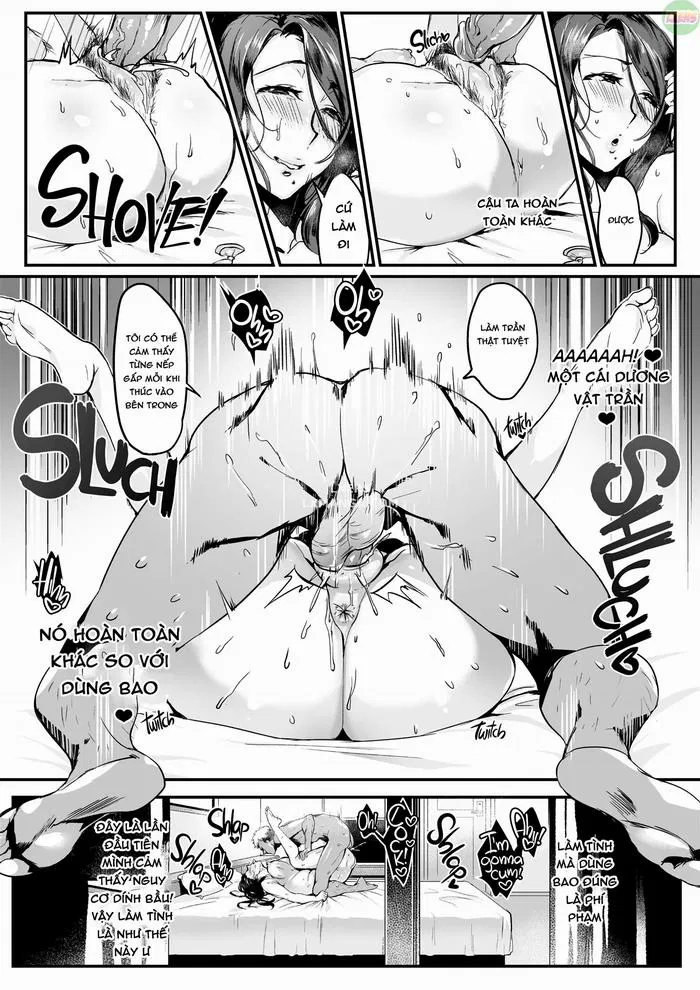 SHOVE!
CỨ
LÀM
ĐI
Slicho
CẬU TA HOÀN
TOÀN KHÁC
ĐƯỢC
TÔI CÓ THỂ
CẢM THẤY
TỪNG NẾP
GẤP MỖI KHI
THÚC VÀO
BÊN TRONG
Oh
Oh
LÀM TRẦN
THẬT TUYỆT
AAAAAAH! ♥
MỘT CÁI DƯƠNG
VẬT TRẦN
♥
SLUCH
twitch
SHLUCH
NÓ HOÀN TOÀN
KHÁC SO VỚI
DÙNG BAO
♥
twitch
twitch
ĐÂY LÀ LẦN
ĐẦU TIÊN
MÌNH CẢM
THẤY NGUY
CƠ DÍNH BẦU!
VẬY LÀM TÌNH
LÀ NHƯ THẾ
NÀY Ư
Shlap
Shlap
Shlap
Oh
COCK!
Shlap
Ah!
I'm
gonna
cum!
LÀM TÌNH
MÀ DÙNG
BAO ĐÚNG
LÀ PHÍ
PHẠM